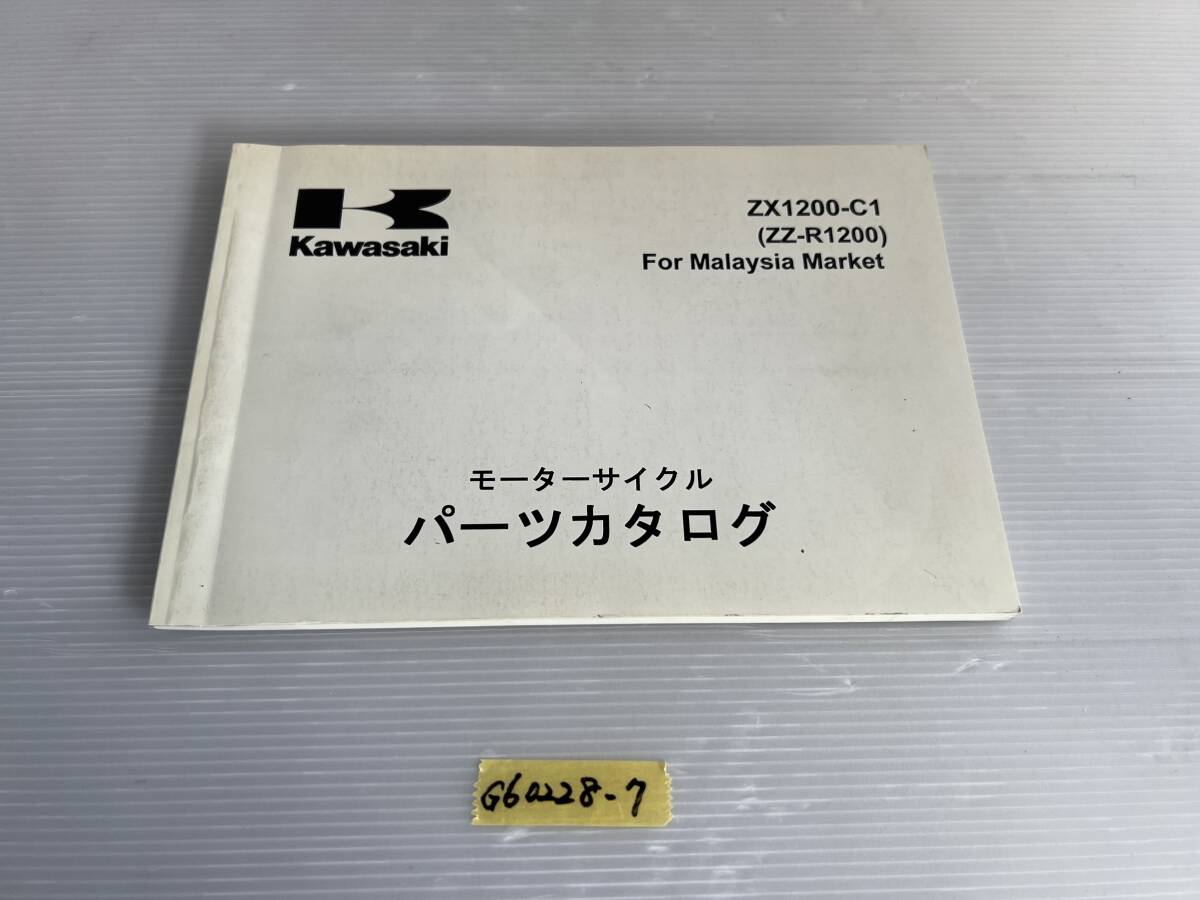 Kawasaki
ZX1200-C1
(ZZ-R1200)
For Malaysia Market
モーターサイクル
パーツカタログ
G60228-7